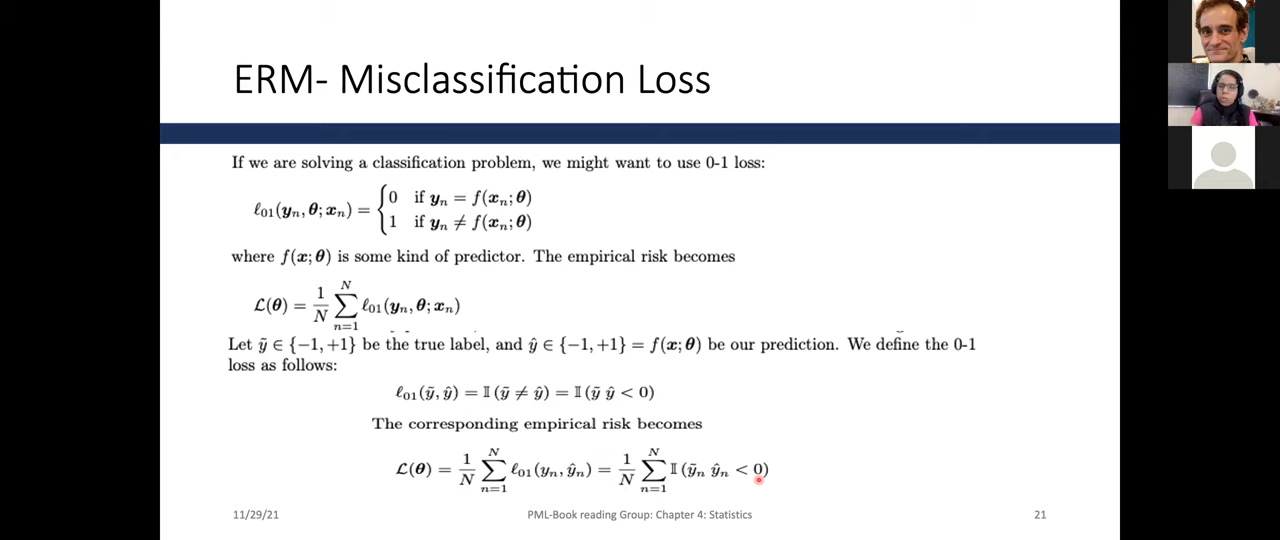 ERM- Misclassification Loss
If we are solving a classification problem, we might want to use 0-1 loss:
ℓ₀₁(yₙ, θ; xₙ) = { 0 if yₙ = f(xₙ; θ)
1 if yₙ ≠ f(xₙ; θ)
where f(x; θ) is some kind of predictor. The empirical risk becomes
ℒ(θ) = 1/N ∑ₙ₌₁ᴺ ℓ₀₁(yₙ, θ; xₙ)
Let ỹ ∈ {−1, +1} be the true label, and ŷ ∈ {−1, +1} = f(x; θ) be our prediction. We define the 0-1
loss as follows:
ℓ₀₁(ỹ, ŷ) = 𝕀(ỹ ≠ ŷ) = 𝕀(ỹ ŷ < 0)
The corresponding empirical risk becomes
ℒ(θ) = 1/N ∑ₙ₌₁ᴺ ℓ₀₁(yₙ, ŷₙ) = 1/N ∑ₙ₌₁ᴺ 𝕀(ỹₙ ŷₙ < 0)
11/29/21 PML-Book reading Group: Chapter 4: Statistics 21